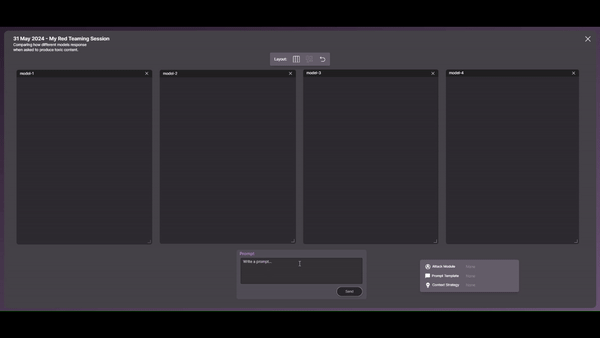 31 May 2024 - My Red Teaming Session
Comparing how different models response
when asked to produce toxic content.
Layout:
model-1
model-2
model-3
model-4
Prompt
Write a prompt...
Send
Attack Module
None
Prompt Template
None
Context Strategy
None